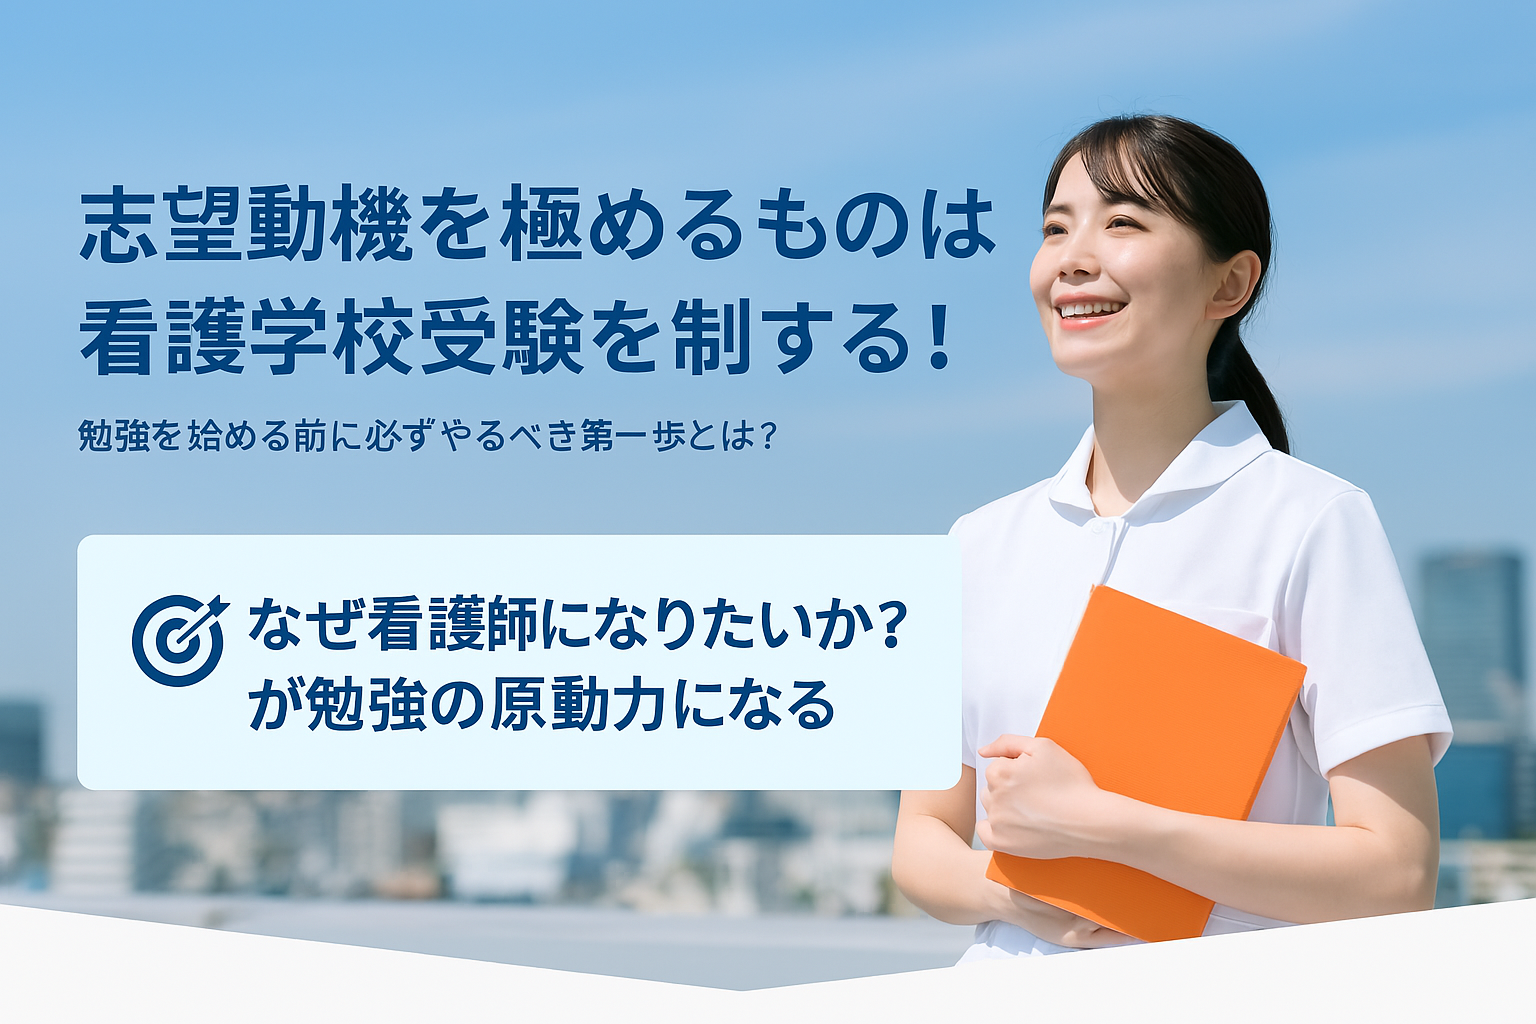 志望動機を極めるものは
看護学校受験を制する！
勉強を始める前に必ずやるべき第一歩とは？
なぜ看護師になりたいか？
が勉強の原動力になる